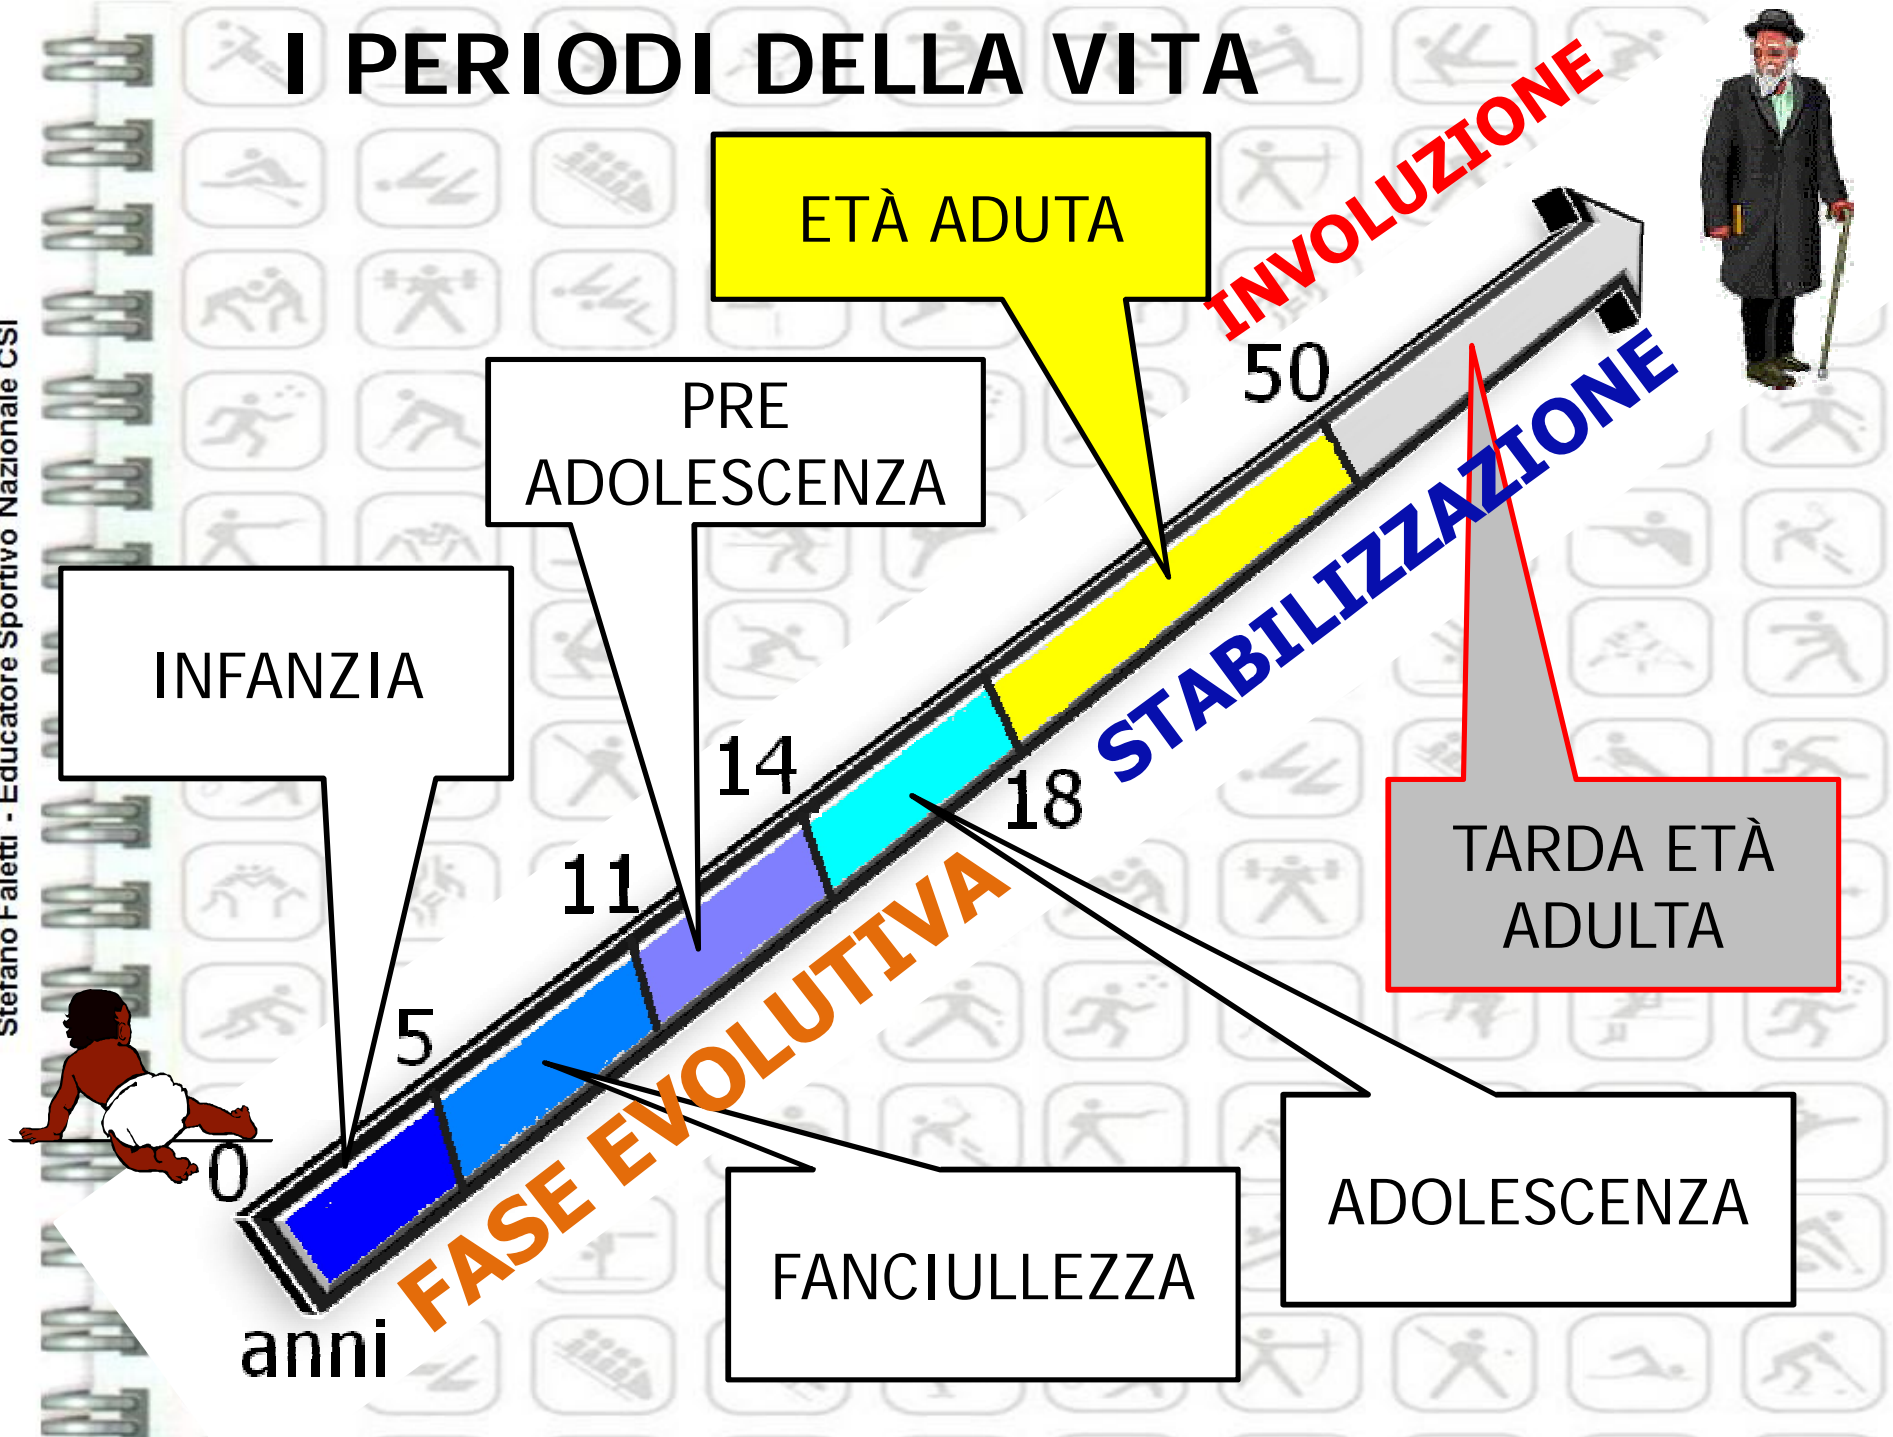 I PERIODI DELLA VITA
INVOLUZIONE
ETÀ ADUTA
50
PRE
ADOLESCENZA
STABILIZZAZIONE
INFANZIA
14
18
11
TARDA ETÀ
ADULTA
FASE EVOLUTIVA
5
0
ADOLESCENZA
FANCIULLEZZA
anni
Stefano Faletti - Educatore Sportivo Nazionale CSI